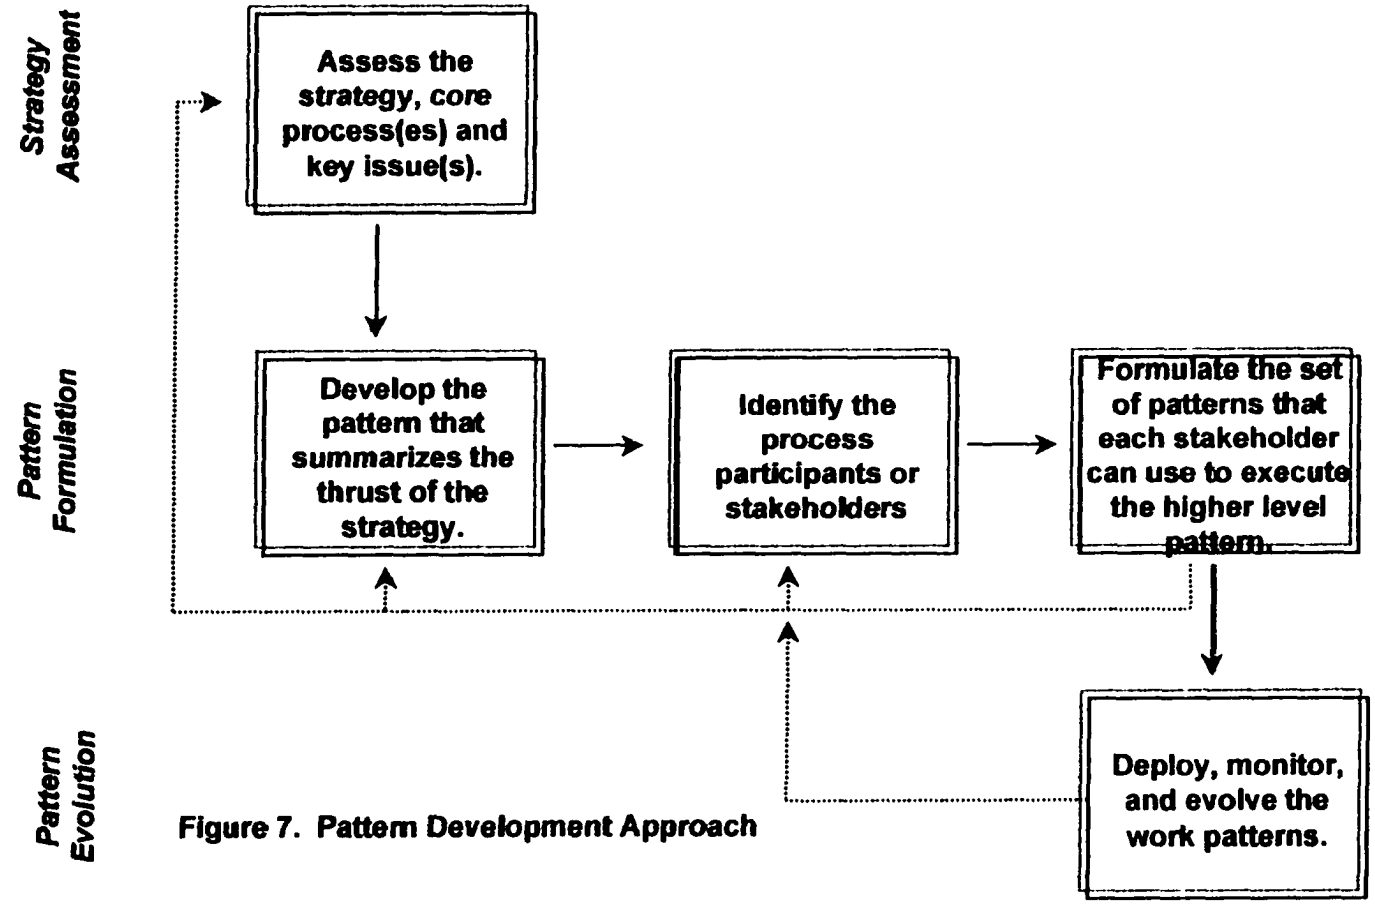 Strategy
Assessment
Assess the
strategy, core
process(es) and
key issue(s).
Pattern
Formulation
Develop the
pattern that
summarizes the
thrust of the
strategy.
Identify the
process
participants or
stakeholders
Formulate the set
of patterns that
each stakeholder
can use to execute
the higher level
pattern.
Pattern
Evolution
Deploy, monitor,
and evolve the
work patterns.
Figure 7. Pattern Development Approach